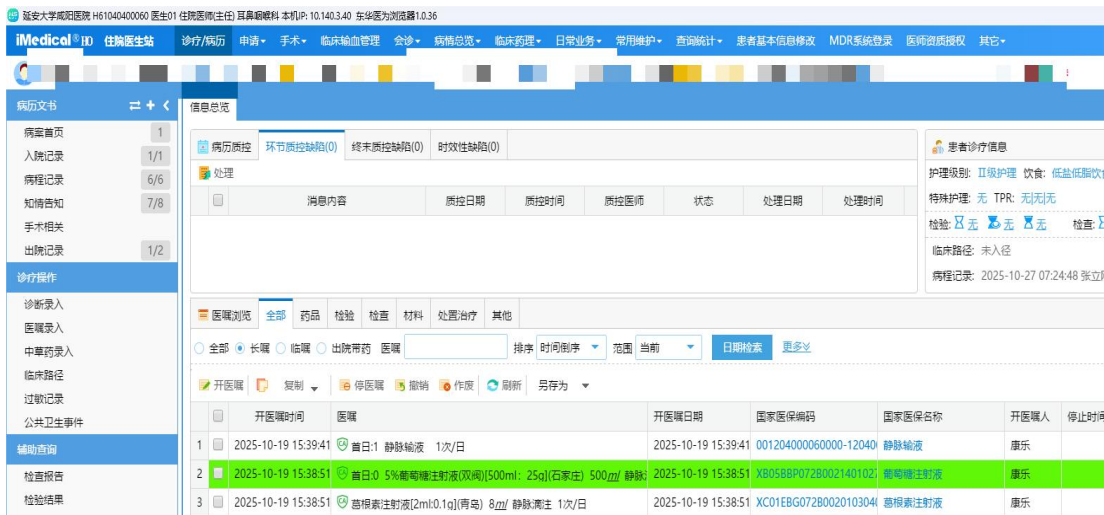 延安大学咸阳医院 H61040400060 医生01 住院医师(主任) 耳鼻咽喉科 本机IP: 10.140.3.40 东华医为浏览器1.0.36
iMedical® HO 住院医生站 诊疗/病历 申请 手术 临床输血管理 会诊 病情总览 临床药理 日常业务 常用维护 查询统计 患者基本信息修改 MDR系统登录 医师资质授权 其它
病历文书 信息总览
病案首页 1
入院记录 1/1
病程记录 6/6
知情告知 7/8
手术相关
出院记录 1/2
诊疗操作
诊断录入
医嘱录入
中草药录入
临床路径
过敏记录
公共卫生事件
辅助查询
检查报告
检验结果
病历质控 环节质控缺陷(0) 终末质控缺陷(0) 时效性缺陷(0)
处理
消息内容 质控日期 质控时间 质控医师 状态 处理日期 处理时间
患者诊疗信息
护理级别: II级护理 饮食: 低盐低脂饮食
特殊护理: 无 TPR: 无|无|无
检验: 无 无 无 检查:
临床路径: 未入径
病程记录: 2025-10-27 07:24:48 张立
医嘱浏览 全部 药品 检验 检查 材料 处置治疗 其他
全部 长嘱 临嘱 出院带药 医嘱 排序 时间倒序 范围 当前 日期检索 更多
开医嘱 复制 停医嘱 撤销 作废 刷新 另存为
开医嘱时间 医嘱 开医嘱日期 国家医保编码 国家医保名称 开医嘱人 停止时间
1 2025-10-19 15:39:41 首日:1 静脉输液 1次/日 2025-10-19 15:39:41 001204000060000-12040 静脉输液 康乐
2 2025-10-19 15:38:51 首日:0 5%葡萄糖注射液(双阀)[500ml: 25g](石家庄) 500ml 静脉 2025-10-19 15:38:51 XB05BBP072B0021401027 葡萄糖注射液 康乐
3 2025-10-19 15:38:51 葛根素注射液[2ml:0.1g](青岛) 8ml 静脉滴注 1次/日 2025-10-19 15:38:51 XC01EBG072B002010304 葛根素注射液 康乐